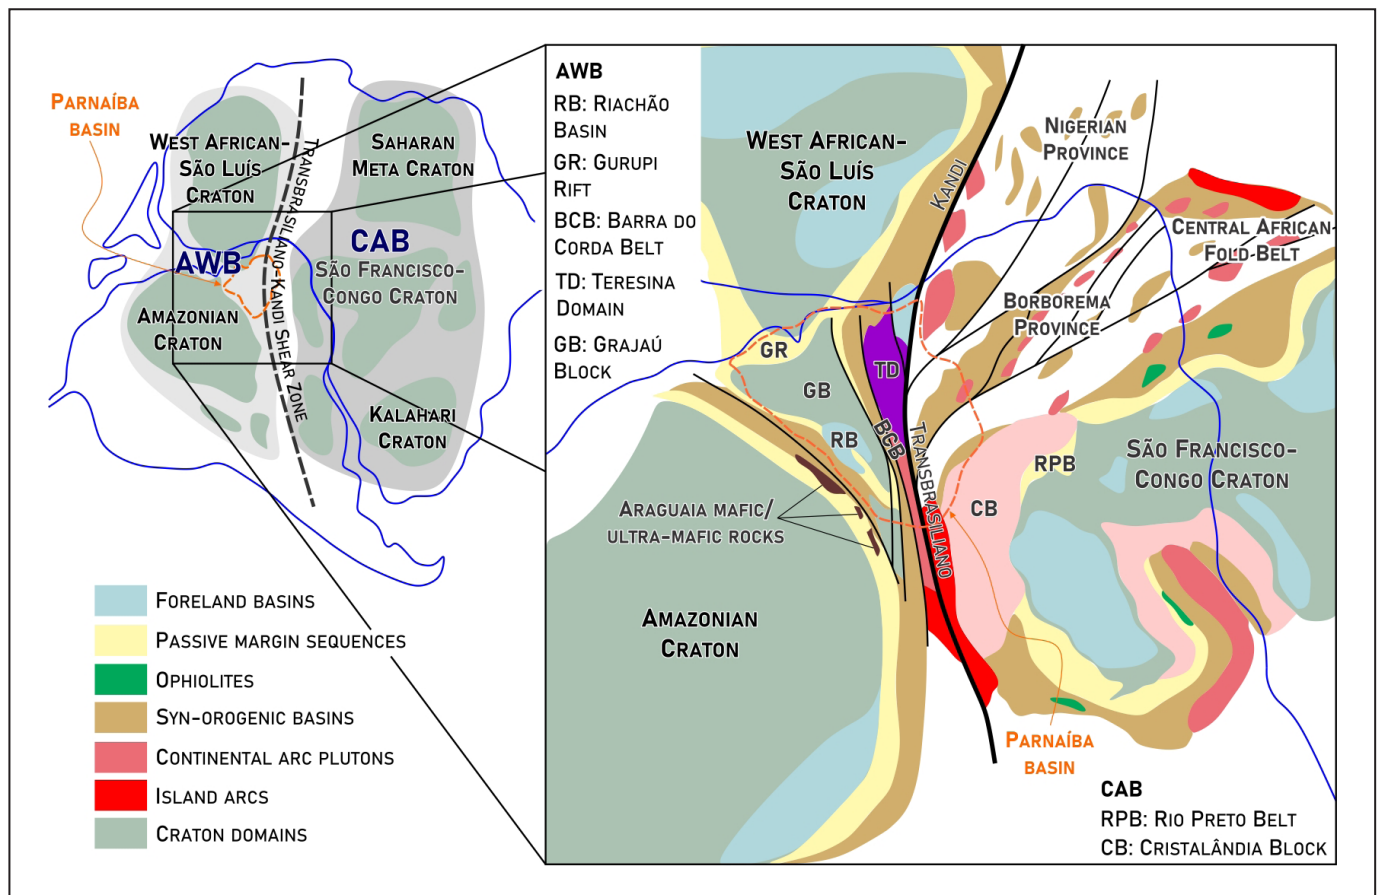 Parnaíba
basin
West African-
São Luís
Craton
Saharan
Meta Craton
Transbrasiliano-Kandi Shear Zone
AWB
CAB
São Francisco-
Congo Craton
Amazonian
Craton
Kalahari
Craton
Foreland basins
Passive margin sequences
Ophiolites
Syn-orogenic basins
Continental arc plutons
Island arcs
Craton domains
AWB
RB: Riachão
Basin
GR: Gurupi
Rift
BCB: Barra do
Corda Belt
TD: Teresina
Domain
GB: Grajaú
Block
West African-
São Luís
Craton
Kandi
Nigerian
Province
Central African
Fold Belt
Borborema
Province
GR
GB
TD
RB
BCB
Transbrasiliano
RPB
CB
São Francisco-
Congo Craton
Araguaia mafic/
ultra-mafic rocks
Amazonian
Craton
Parnaíba
basin
CAB
RPB: Rio Preto Belt
CB: Cristalândia Block